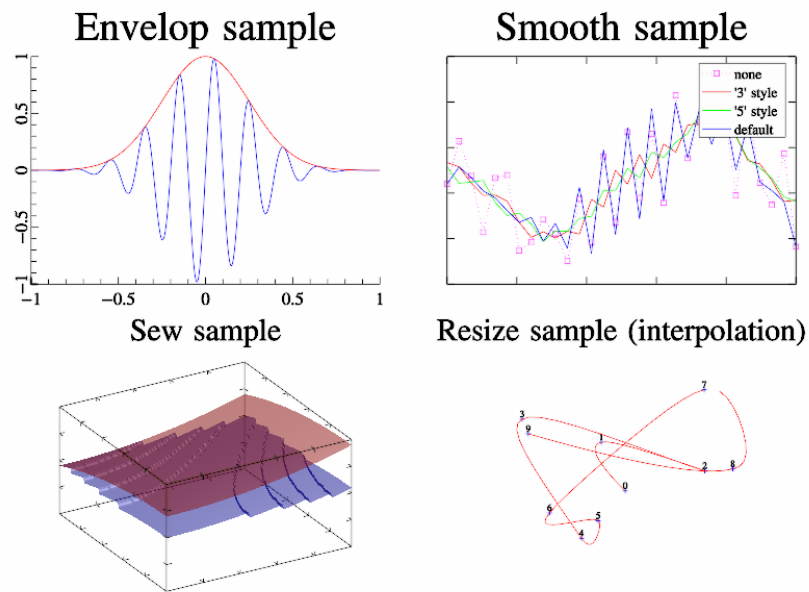 Envelop sample
1
0.5
0
−0.5
−1
−1
−0.5
0
0.5
1
Smooth sample
none
'3' style
'5' style
default
Sew sample
Resize sample (interpolation)
7
3
9
1
2
8
0
6
5
4